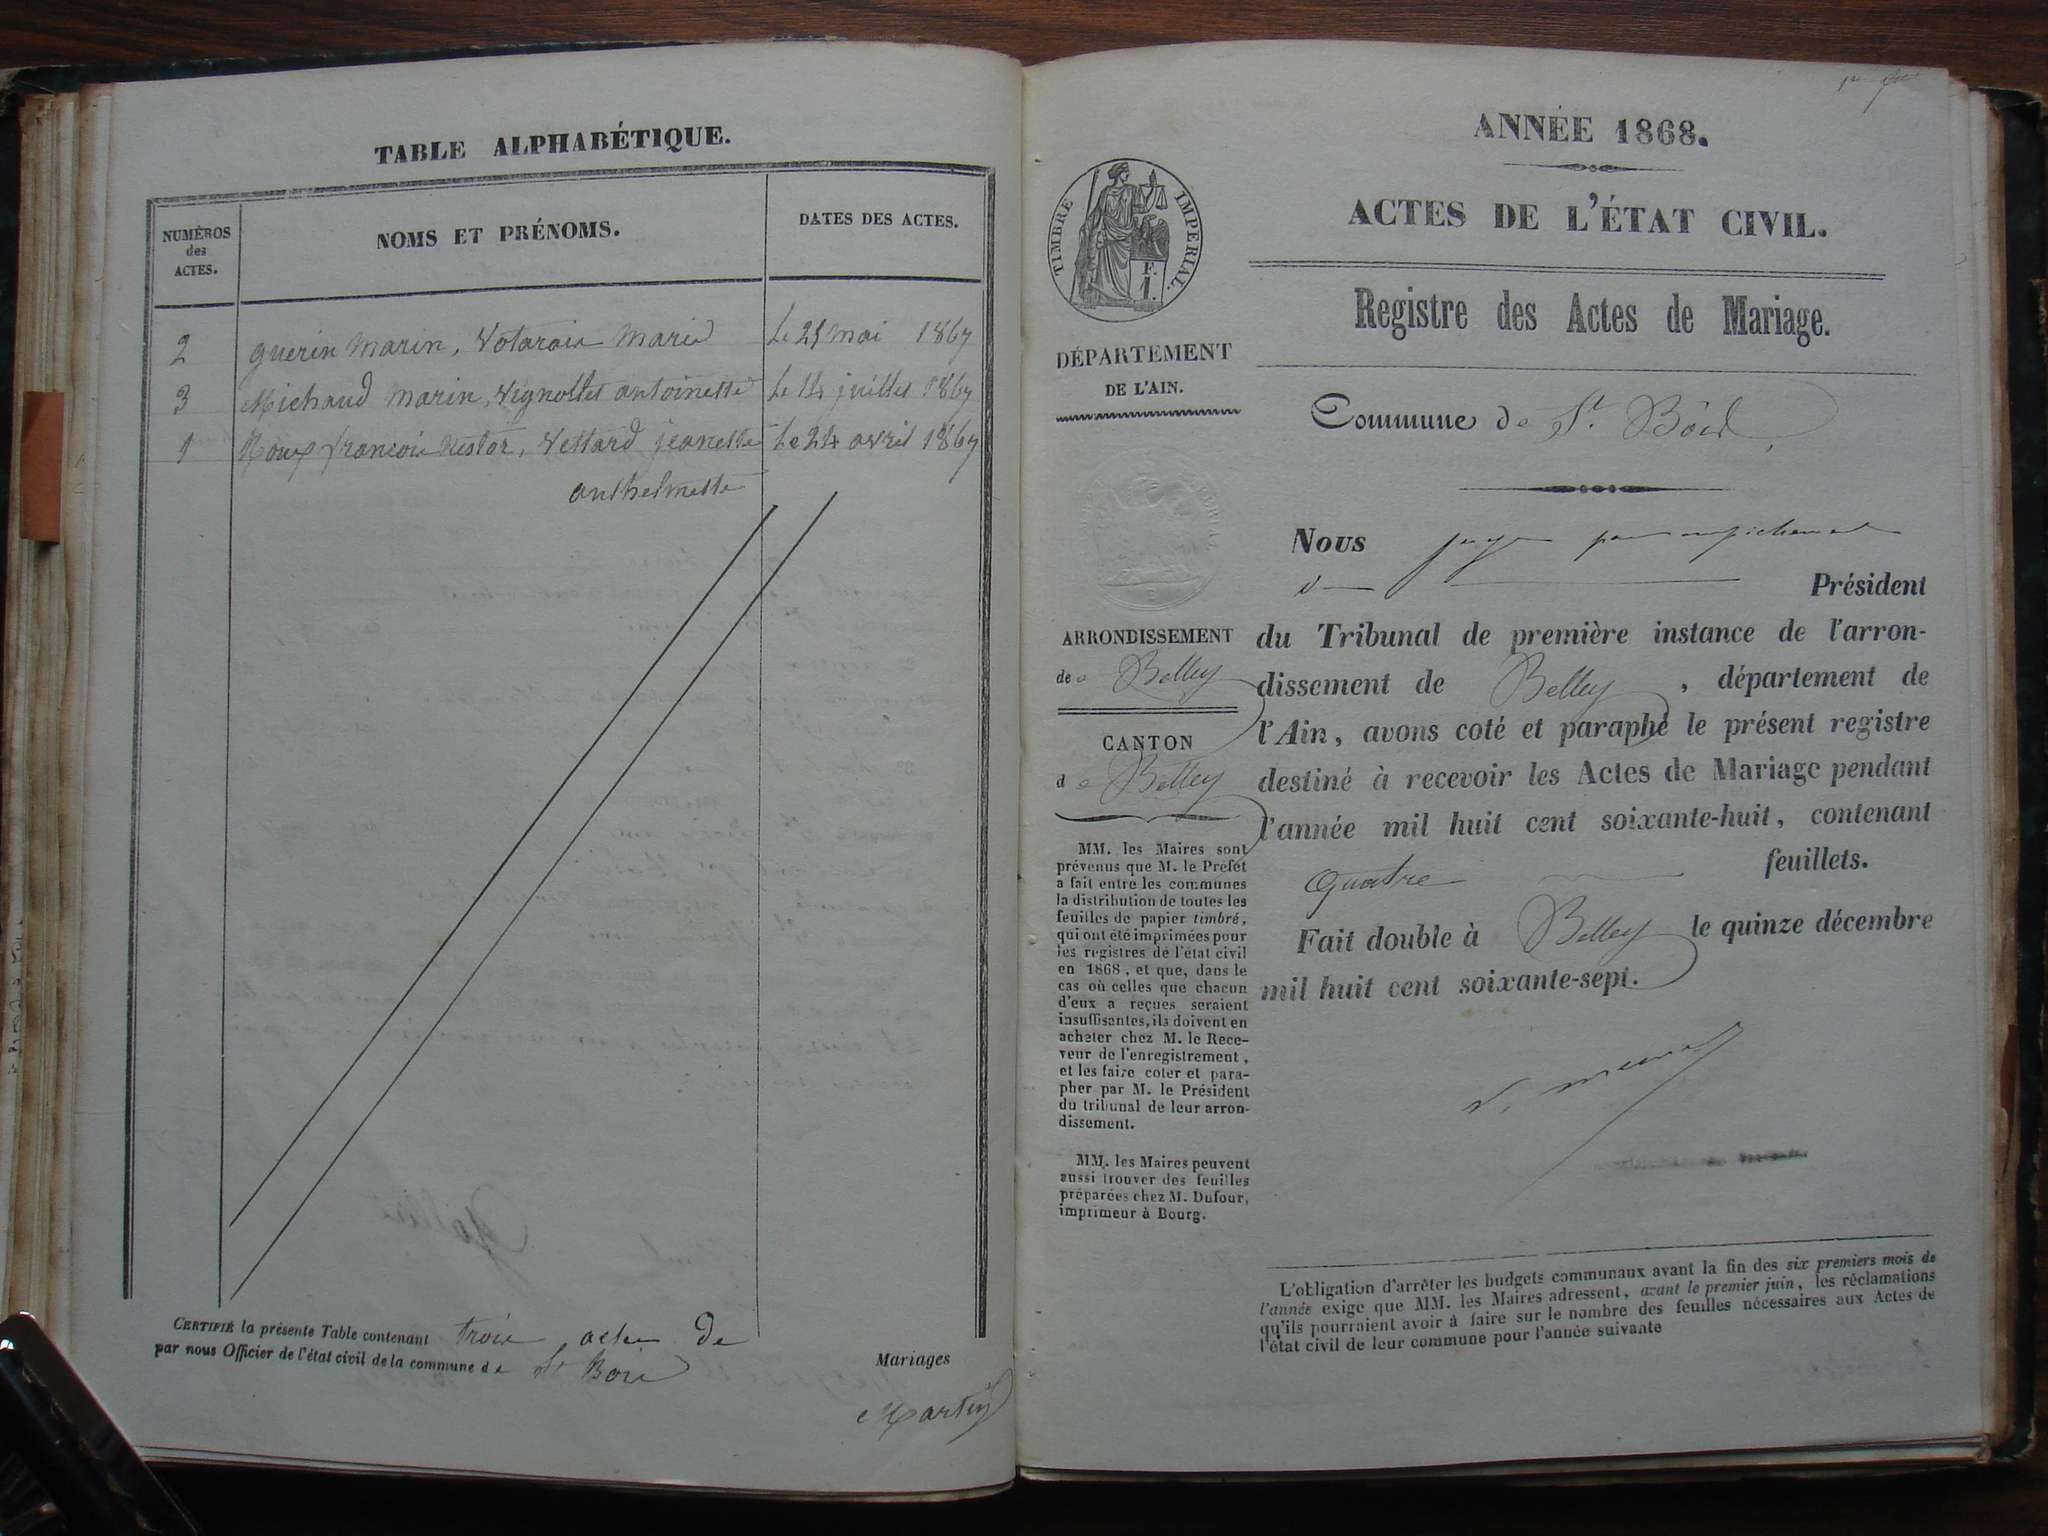 TABLE ALPHABÉTIQUE.
NUMÉROS
des
ACTES.
NOMS ET PRÉNOMS.
DATES DES ACTES.
2 guerin marin, marie le 25 mai 1867
3 Michaud marin, vignollet antoinette le 14 juillet 1867
1 Roux francois nestor, vettard jeanette le 24 avril 1867
anthelmette
CERTIFIÉ la présente Table contenant trois actes de
Mariages
par nous Officier de l'état civil de la commune de St Bois
Martin
1er
ANNÉE 1868.
ACTES DE L'ÉTAT CIVIL.
TIMBRE IMPERIAL.
F.
1.
Registre des Actes de Mariage.
DÉPARTEMENT
DE L'AIN.
Commune de St. Bois
Nous juge par empêchement
Président
ARRONDISSEMENT
de Belley
CANTON
de Belley
du Tribunal de première instance de l'arron-
dissement de Belley, département de
l'Ain, avons coté et paraphé le présent registre
destiné à recevoir les Actes de Mariage pendant
l'année mil huit cent soixante-huit, contenant
quatre feuillets.
Fait double à Belley le quinze décembre
mil huit cent soixante-sept.
MM. les Maires sont
prévenus que M. le Préfet
a fait entre les communes
la distribution de toutes les
feuilles de papier timbré,
qui ont été imprimées pour
les registres de l'état civil
en 1868, et que, dans le
cas où celles que chacun
d'eux a reçues seraient
insuffisantes, ils doivent en
acheter chez M. le Rece-
veur de l'enregistrement,
et les faire coter et para-
pher par M. le Président
du tribunal de leur arron-
dissement.
MM. les Maires peuvent
aussi trouver des feuilles
préparées chez M. Dufour,
imprimeur à Bourg.
L'obligation d'arrêter les budgets communaux avant la fin des six premiers mois de
l'année exige que MM. les Maires adressent, avant le premier juin, les réclamations
qu'ils pourraient avoir à faire sur le nombre des feuilles nécessaires aux Actes de
l'état civil de leur commune pour l'année suivante